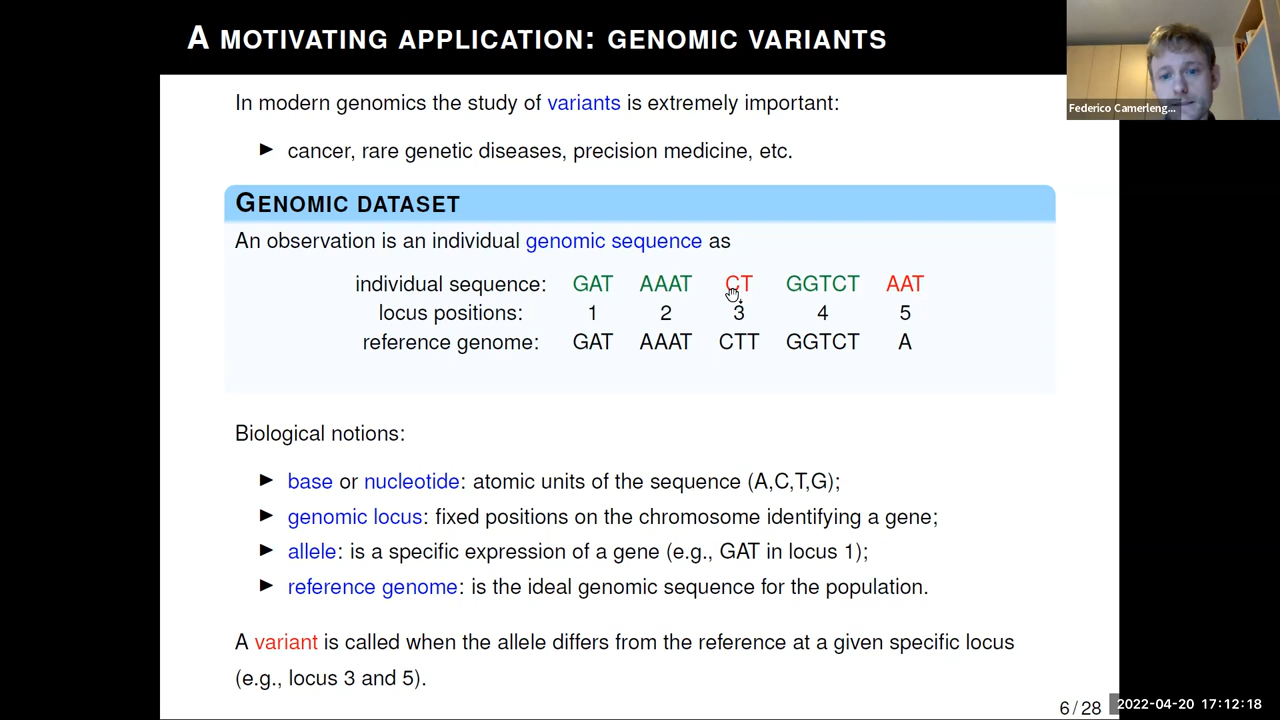 A MOTIVATING APPLICATION: GENOMIC VARIANTS
Federico Camerleng...
In modern genomics the study of variants is extremely important:
► cancer, rare genetic diseases, precision medicine, etc.
GENOMIC DATASET
An observation is an individual genomic sequence as
individual sequence: GAT AAAT CT GGTCT AAT
locus positions: 1 2 3 4 5
reference genome: GAT AAAT CTT GGTCT A
Biological notions:
► base or nucleotide: atomic units of the sequence (A,C,T,G);
► genomic locus: fixed positions on the chromosome identifying a gene;
► allele: is a specific expression of a gene (e.g., GAT in locus 1);
► reference genome: is the ideal genomic sequence for the population.
A variant is called when the allele differs from the reference at a given specific locus
(e.g., locus 3 and 5).
6 / 28
2022-04-20 17:12:18